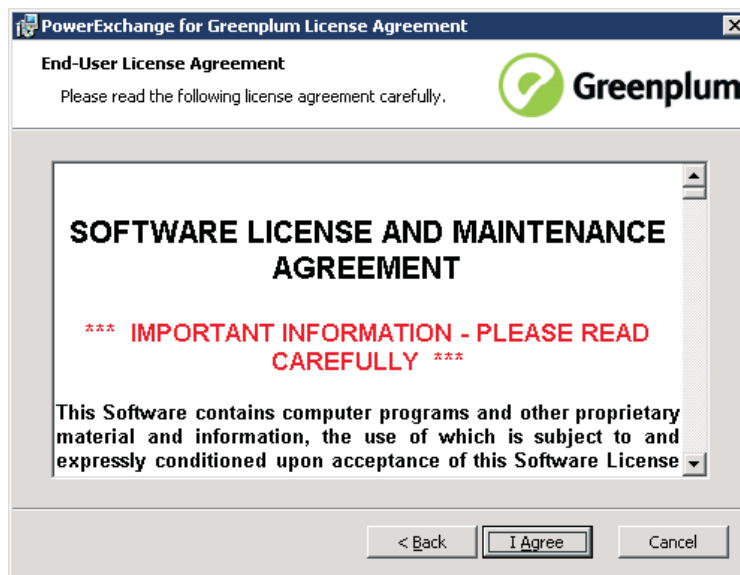 PowerExchange for Greenplum License Agreement
End-User License Agreement
Please read the following license agreement carefully.
Greenplum
SOFTWARE LICENSE AND MAINTENANCE
AGREEMENT
*** IMPORTANT INFORMATION - PLEASE READ
CAREFULLY ***
This Software contains computer programs and other proprietary
material and information, the use of which is subject to and
expressly conditioned upon acceptance of this Software License
< Back
I Agree
Cancel